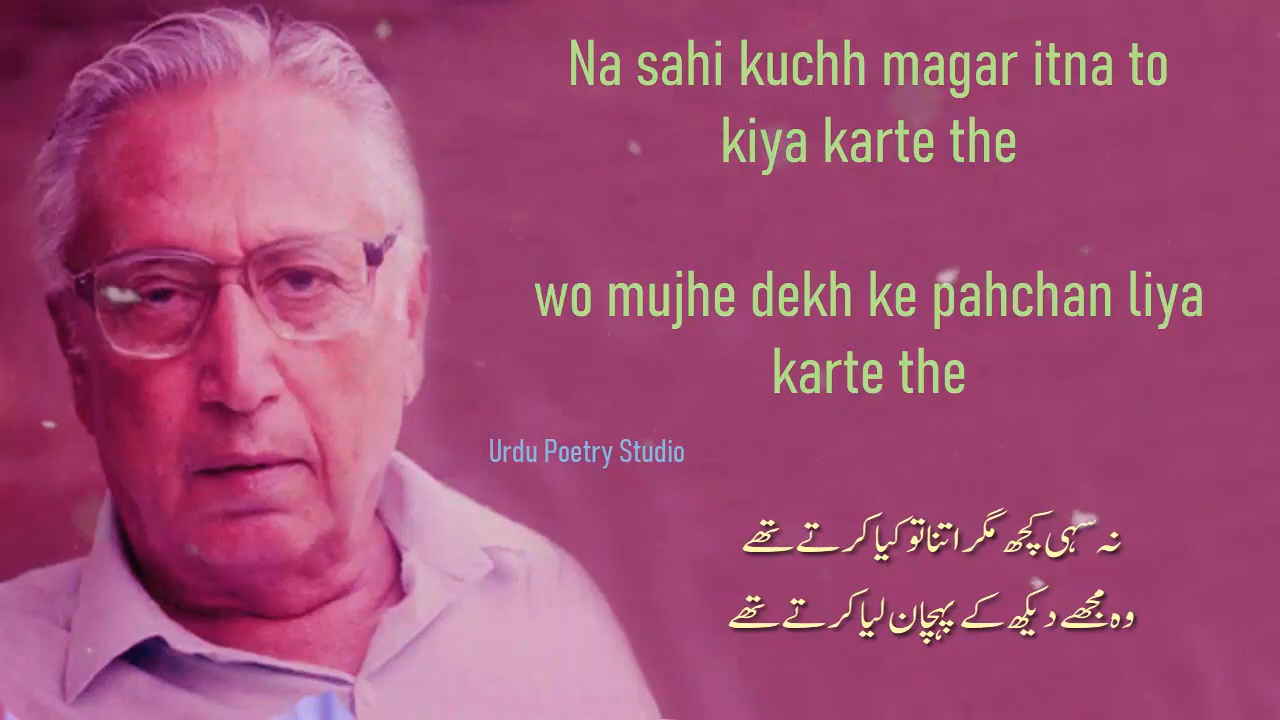 Na sahi kuchh magar itna to
kiya karte the
wo mujhe dekh ke pahchan liya
karte the
Urdu Poetry Studio
نہ سہی کچھ مگر اتنا تو کیا کرتے تھے
وہ مجھے دیکھ کے پہچان لیا کرتے تھے